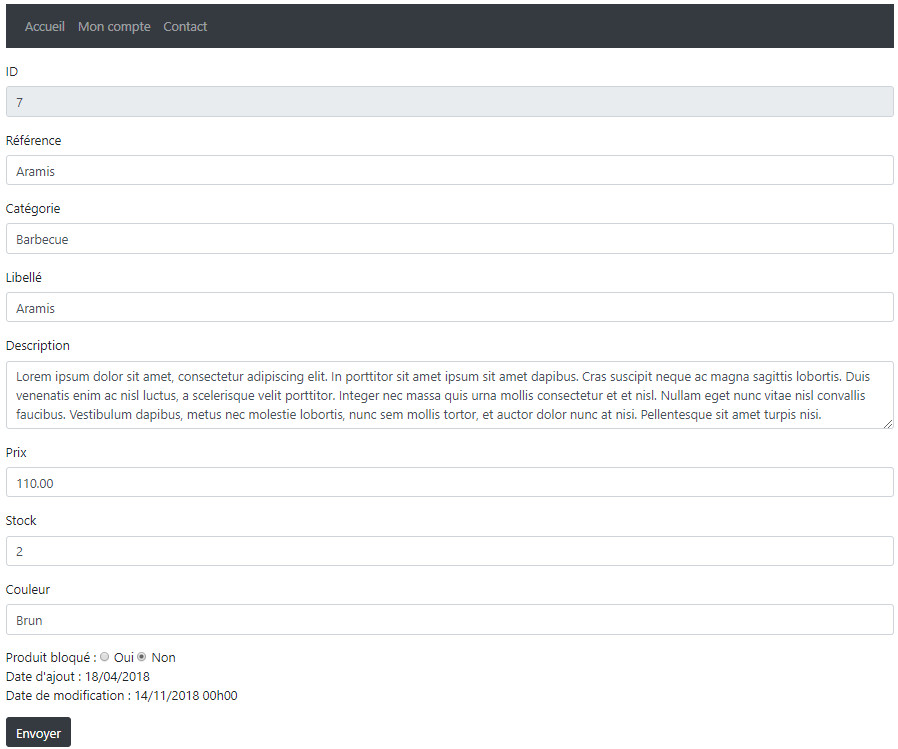 Accueil Mon compte Contact
ID
7
Référence
Aramis
Catégorie
Barbecue
Libellé
Aramis
Description
Lorem ipsum dolor sit amet, consectetur adipiscing elit. In porttitor sit amet ipsum sit amet dapibus. Cras suscipit neque ac magna sagittis lobortis. Duis
venenatis enim ac nisl luctus, a scelerisque velit porttitor. Integer nec massa quis urna mollis consectetur et et nisl. Nullam eget nunc vitae nisl convallis
faucibus. Vestibulum dapibus, metus nec molestie lobortis, nunc sem mollis tortor, et auctor dolor nunc at nisi. Pellentesque sit amet turpis nisi.
Prix
110.00
Stock
2
Couleur
Brun
Produit bloqué : Oui Non
Date d'ajout : 18/04/2018
Date de modification : 14/11/2018 00h00
Envoyer